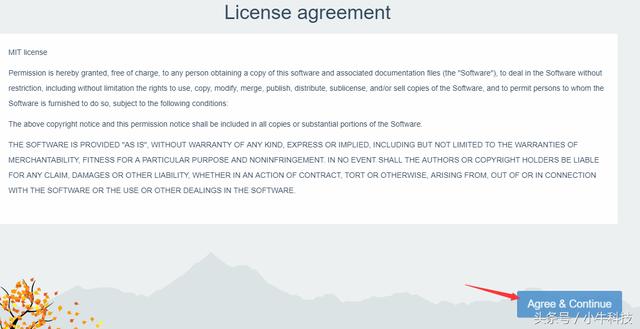 License agreement
MIT license
Permission is hereby granted, free of charge, to any person obtaining a copy of this software and associated documentation files (the "Software"), to deal in the Software without
restriction, including without limitation the rights to use, copy, modify, merge, publish, distribute, sublicense, and/or sell copies of the Software, and to permit persons to whom the
Software is furnished to do so, subject to the following conditions:
The above copyright notice and this permission notice shall be included in all copies or substantial portions of the Software.
THE SOFTWARE IS PROVIDED "AS IS", WITHOUT WARRANTY OF ANY KIND, EXPRESS OR IMPLIED, INCLUDING BUT NOT LIMITED TO THE WARRANTIES OF
MERCHANTABILITY, FITNESS FOR A PARTICULAR PURPOSE AND NONINFRINGEMENT. IN NO EVENT SHALL THE AUTHORS OR COPYRIGHT HOLDERS BE LIABLE
FOR ANY CLAIM, DAMAGES OR OTHER LIABILITY, WHETHER IN AN ACTION OF CONTRACT, TORT OR OTHERWISE, ARISING FROM, OUT OF OR IN CONNECTION
WITH THE SOFTWARE OR THE USE OR OTHER DEALINGS IN THE SOFTWARE.
Agree & Continue
头条号 / 小牛科技